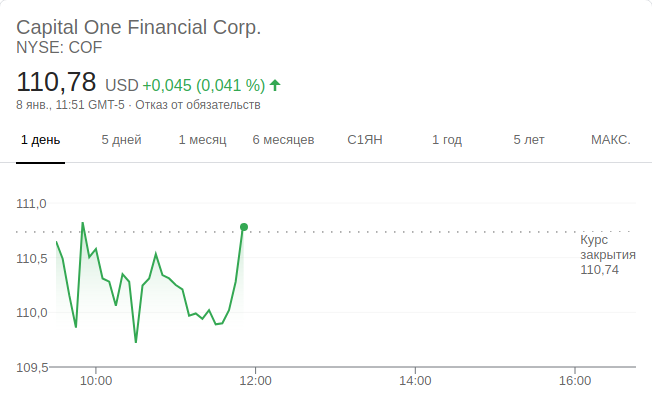 Capital One Financial Corp.
NYSE: COF
110,78 USD +0,045 (0,041 %)
8 янв., 11:51 GMT-5 · Отказ от обязательств
1 день 5 дней 1 месяц 6 месяцев С1ЯН 1 год 5 лет МАКС.
111,0
Курс
закрытия
110,74
110,5
110,0
109,5
10:00 12:00 14:00 16:00